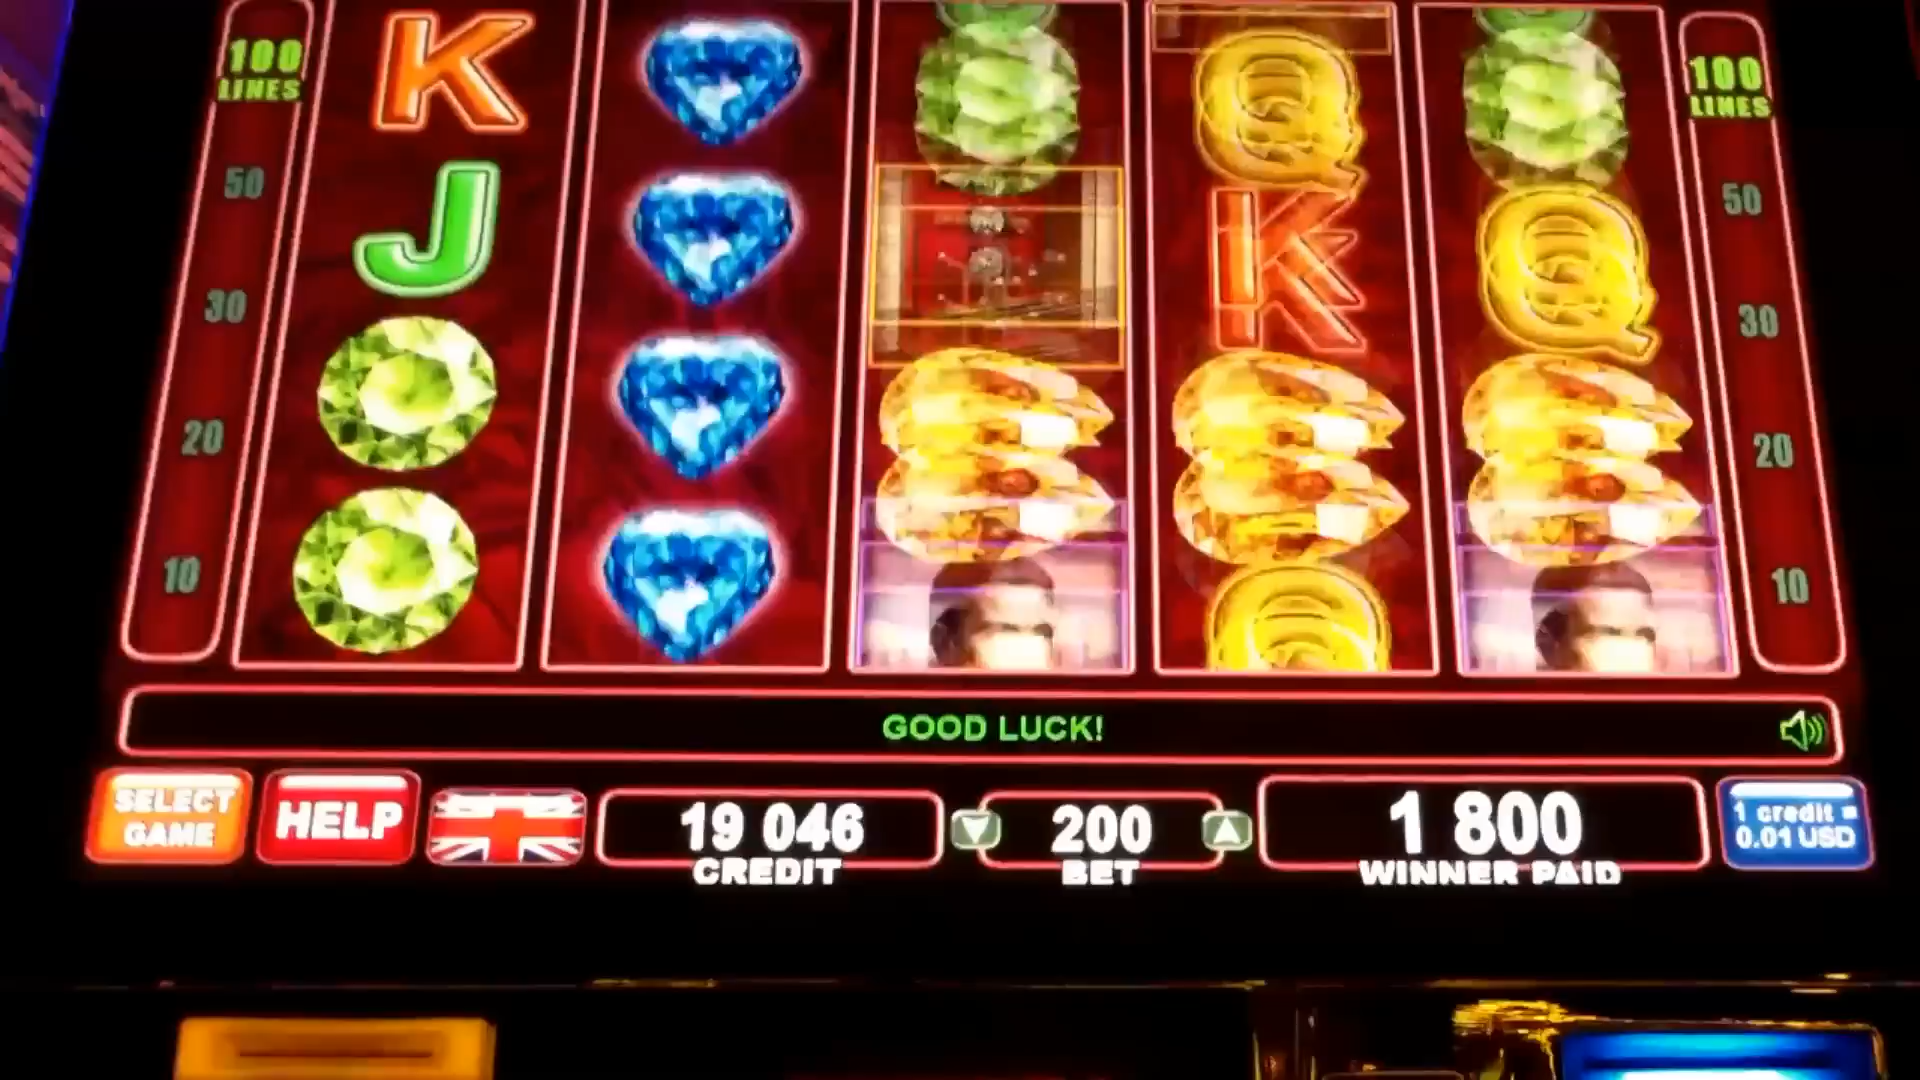 100
LINES
50
30
20
10
K
J
Q
K
Q
Q
100
LINES
50
30
20
10
GOOD LUCK!
SELECT
GAME
HELP
19 046
CREDIT
200
BET
1 800
WINNER PAID
1 credit =
0.01 USD